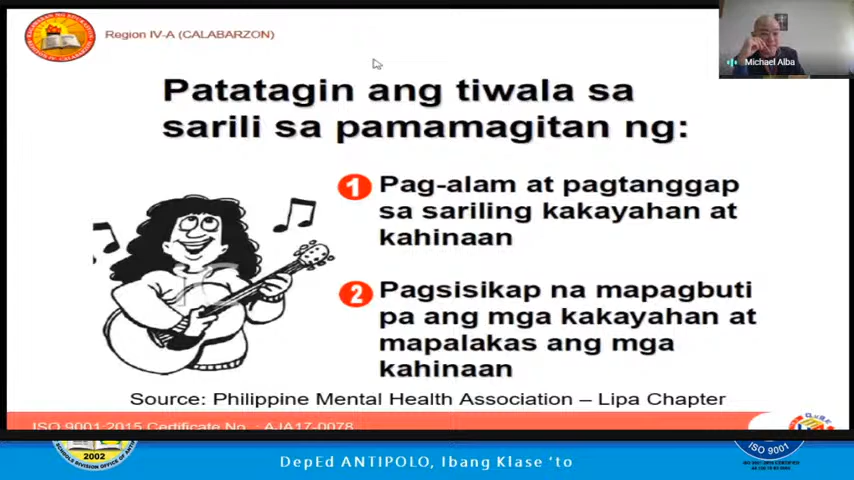 Region IV-A (CALABARZON)
Michael Alba
Patatagin ang tiwala sa
sarili sa pamamagitan ng:
1 Pag-alam at pagtanggap
sa sariling kakayahan at
kahinaan
2 Pagsisikap na mapagbuti
pa ang mga kakayahan at
mapalakas ang mga
kahinaan
Source: Philippine Mental Health Association – Lipa Chapter
ISO 9001:2015 Certificate No. : AJA17-0078
2002
ISO 9001
DepEd ANTIPOLO, Ibang Klase ‘to